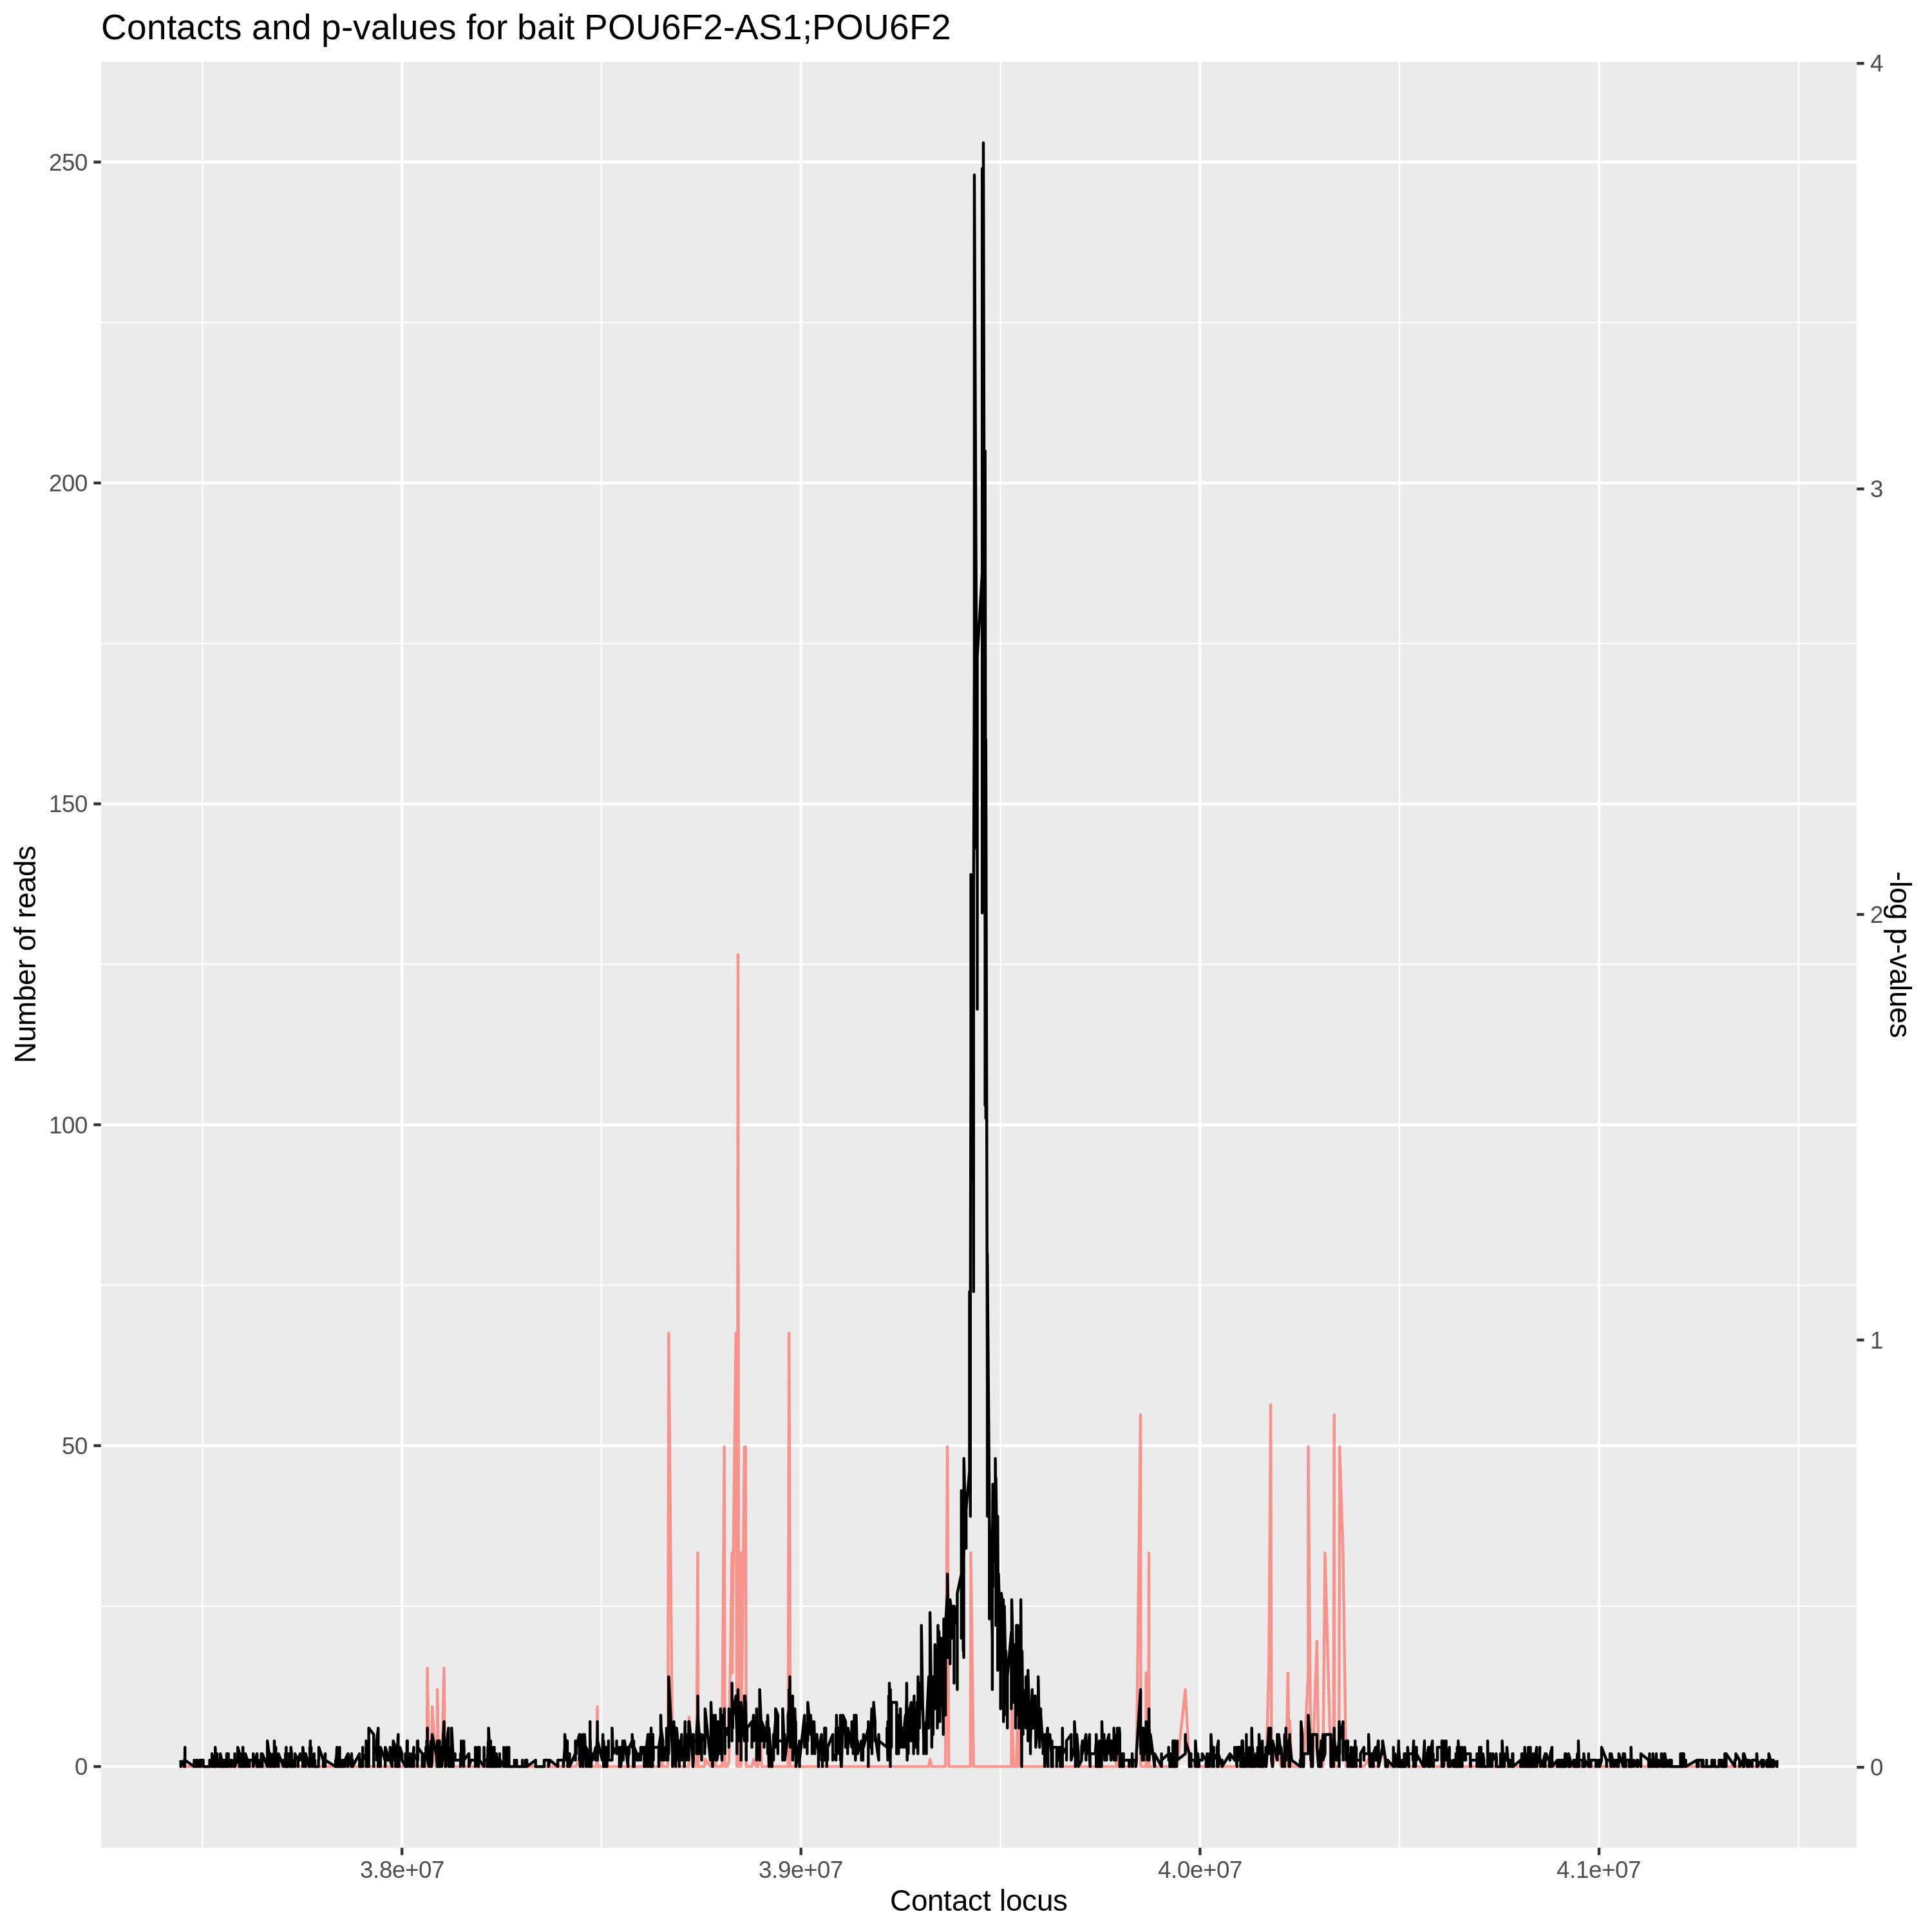 Contacts and p-values for bait POU6F2-AS1;POU6F2
250
200
150
100
50
0
Number of reads
4
3
2
1
0
-log p-values
3.8e+07
3.9e+07
4.0e+07
4.1e+07
Contact locus